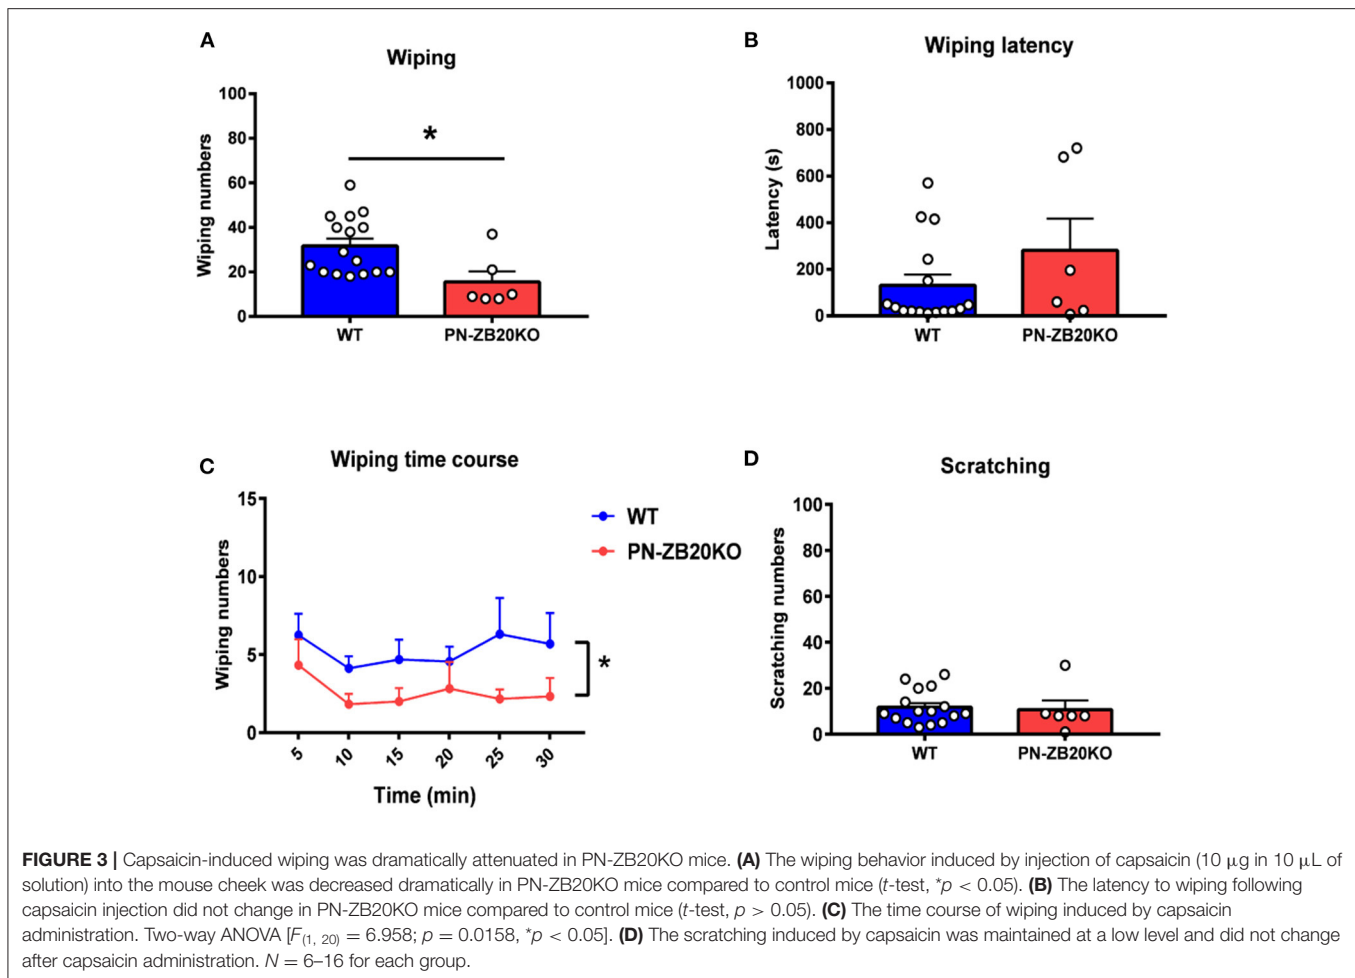 A
Wiping
Wiping numbers
100
80
60
40
20
0
*
WT
PN-ZB20KO
B
Wiping latency
Latency (s)
1000
800
600
400
200
0
WT
PN-ZB20KO
C
Wiping time course
Wiping numbers
15
10
5
0
5
10
15
20
25
30
Time (min)
WT
PN-ZB20KO
*
D
Scratching
Scratching numbers
100
80
60
40
20
0
WT
PN-ZB20KO
FIGURE 3 | Capsaicin-induced wiping was dramatically attenuated in PN-ZB20KO mice. (A) The wiping behavior induced by injection of capsaicin (10 μg in 10 μL of
solution) into the mouse cheek was decreased dramatically in PN-ZB20KO mice compared to control mice (t-test, *p < 0.05). (B) The latency to wiping following
capsaicin injection did not change in PN-ZB20KO mice compared to control mice (t-test, p > 0.05). (C) The time course of wiping induced by capsaicin
administration. Two-way ANOVA [F(1, 20) = 6.958; p = 0.0158, *p < 0.05]. (D) The scratching induced by capsaicin was maintained at a low level and did not change
after capsaicin administration. N = 6–16 for each group.